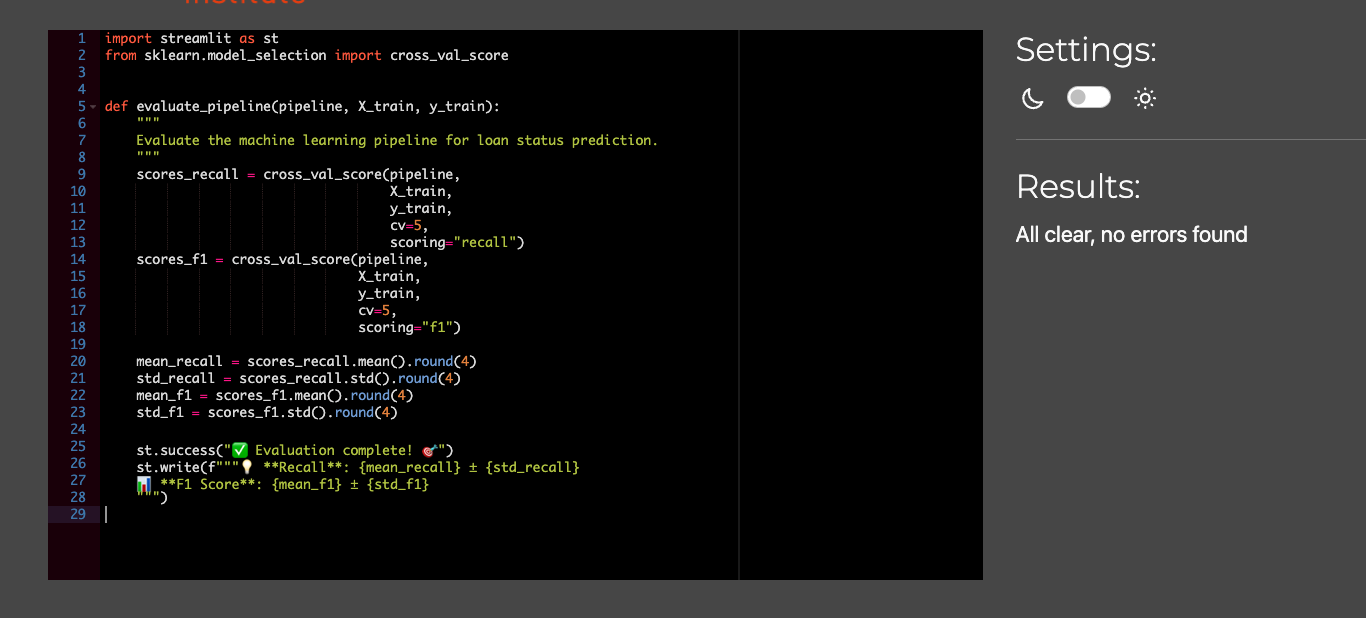 institute
1 import streamlit as st
2 from sklearn.model_selection import cross_val_score
3
4
5 def evaluate_pipeline(pipeline, X_train, y_train):
6     """
7     Evaluate the machine learning pipeline for loan status prediction.
8     """
9     scores_recall = cross_val_score(pipeline,
10                                     X_train,
11                                     y_train,
12                                     cv=5,
13                                     scoring="recall")
14    scores_f1 = cross_val_score(pipeline,
15                                X_train,
16                                y_train,
17                                cv=5,
18                                scoring="f1")
19
20    mean_recall = scores_recall.mean().round(4)
21    std_recall = scores_recall.std().round(4)
22    mean_f1 = scores_f1.mean().round(4)
23    std_f1 = scores_f1.std().round(4)
24
25    st.success("✅ Evaluation complete! 🎯")
26    st.write(f"""💡 **Recall**: {mean_recall} ± {std_recall}
27    📊 **F1 Score**: {mean_f1} ± {std_f1}
28    """)
29
Settings:
Results:
All clear, no errors found